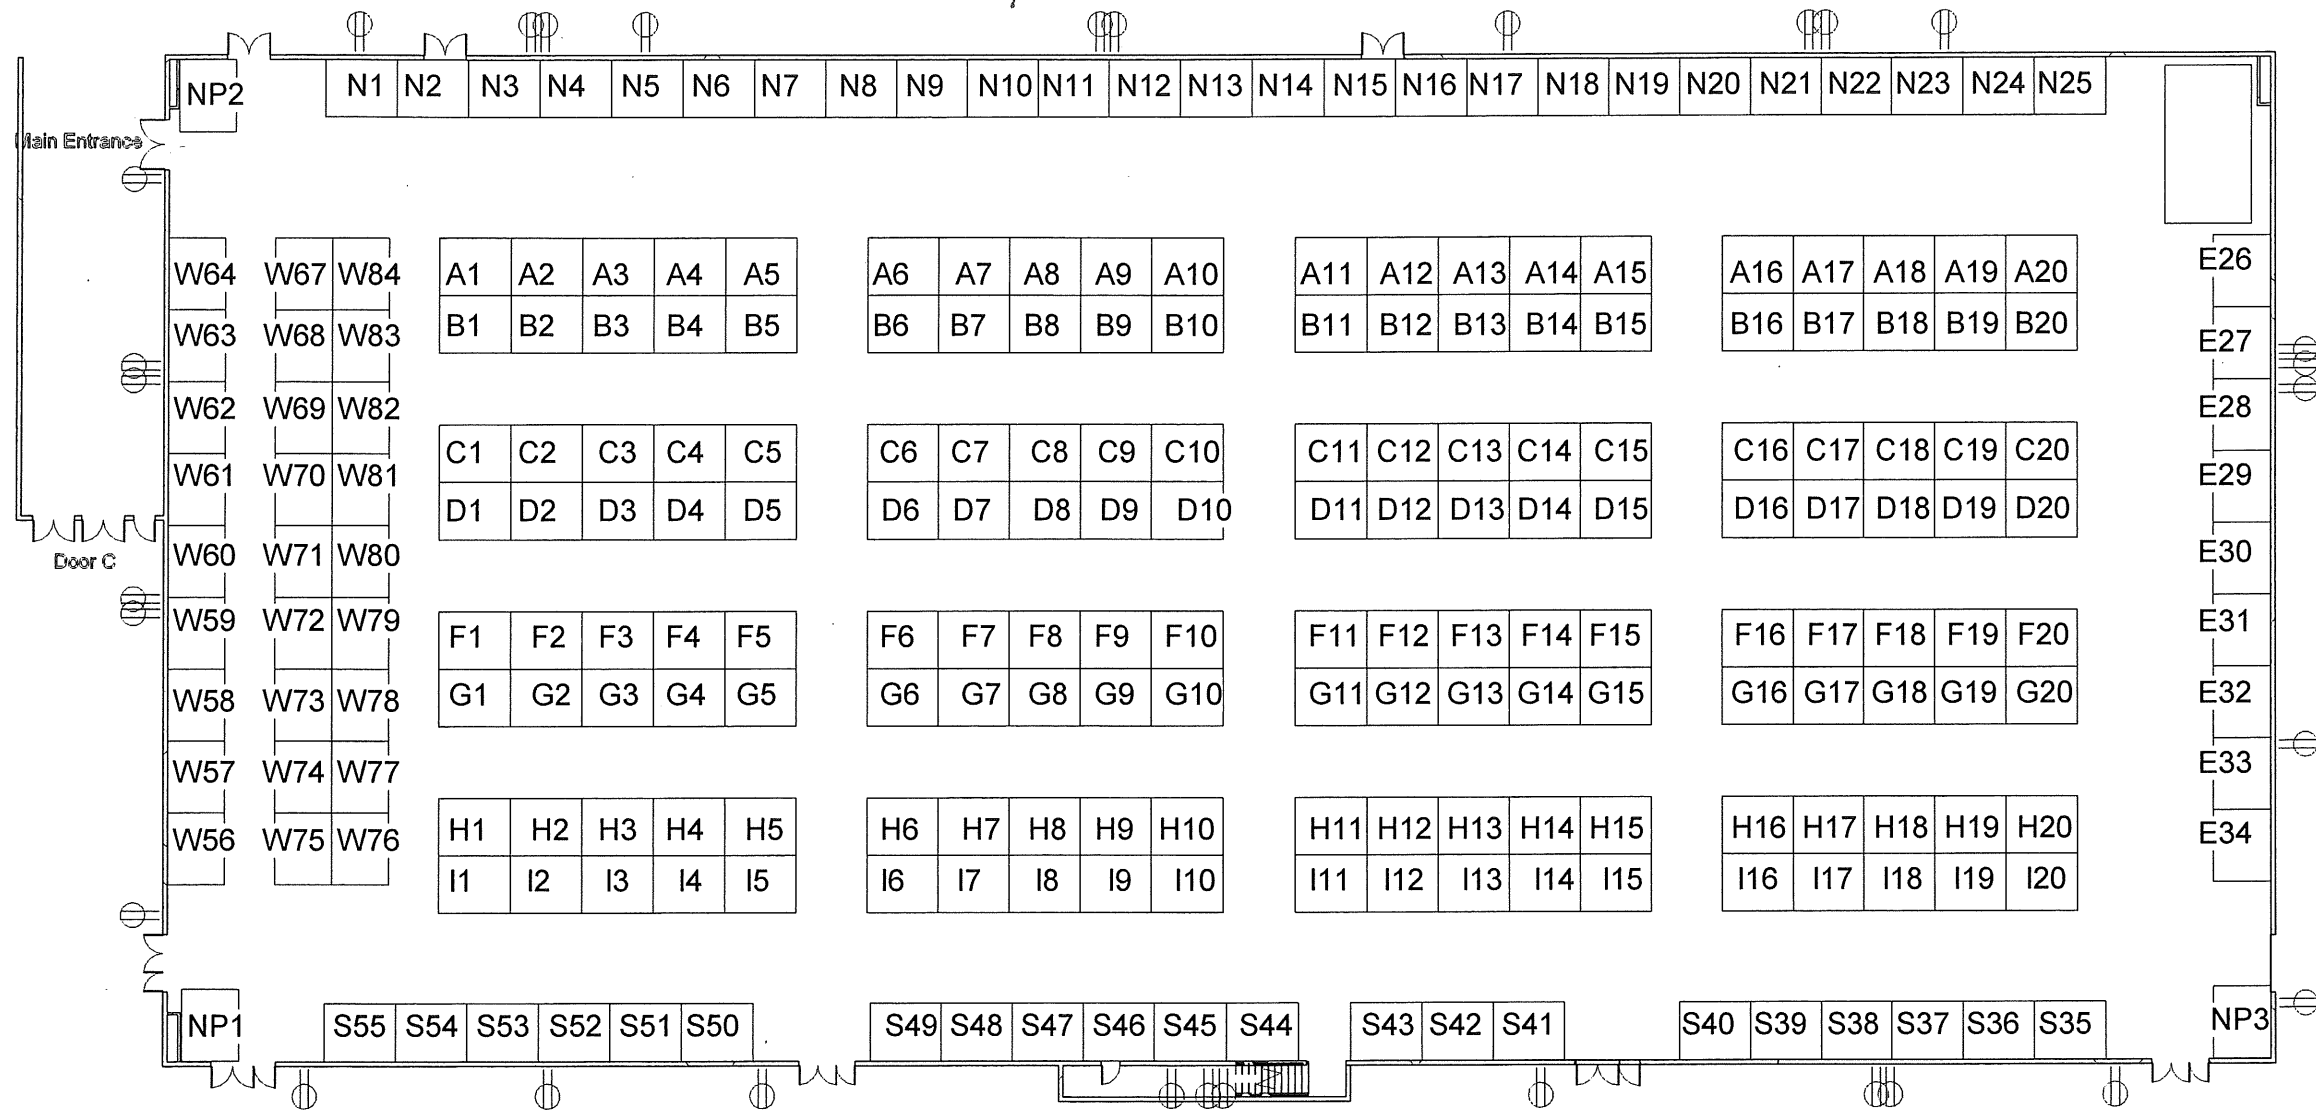 NP2 N1 N2 N3 N4 N5 N6 N7 N8 N9 N10 N11 N12 N13 N14 N15 N16 N17 N18 N19 N20 N21 N22 N23 N24 N25
Main Entrance
W64 W67 W84 A1 A2 A3 A4 A5 A6 A7 A8 A9 A10 A11 A12 A13 A14 A15 A16 A17 A18 A19 A20 E26
W63 W68 W83 B1 B2 B3 B4 B5 B6 B7 B8 B9 B10 B11 B12 B13 B14 B15 B16 B17 B18 B19 B20 E27
W62 W69 W82 E28
W61 W70 W81 C1 C2 C3 C4 C5 C6 C7 C8 C9 C10 C11 C12 C13 C14 C15 C16 C17 C18 C19 C20 E29
D1 D2 D3 D4 D5 D6 D7 D8 D9 D10 D11 D12 D13 D14 D15 D16 D17 D18 D19 D20
Door C W60 W71 W80 E30
W59 W72 W79 F1 F2 F3 F4 F5 F6 F7 F8 F9 F10 F11 F12 F13 F14 F15 F16 F17 F18 F19 F20 E31
W58 W73 W78 G1 G2 G3 G4 G5 G6 G7 G8 G9 G10 G11 G12 G13 G14 G15 G16 G17 G18 G19 G20 E32
W57 W74 W77 E33
W56 W75 W76 H1 H2 H3 H4 H5 H6 H7 H8 H9 H10 H11 H12 H13 H14 H15 H16 H17 H18 H19 H20 E34
I1 I2 I3 I4 I5 I6 I7 I8 I9 I10 I11 I12 I13 I14 I15 I16 I17 I18 I19 I20
NP1 S55 S54 S53 S52 S51 S50 S49 S48 S47 S46 S45 S44 S43 S42 S41 S40 S39 S38 S37 S36 S35 NP3